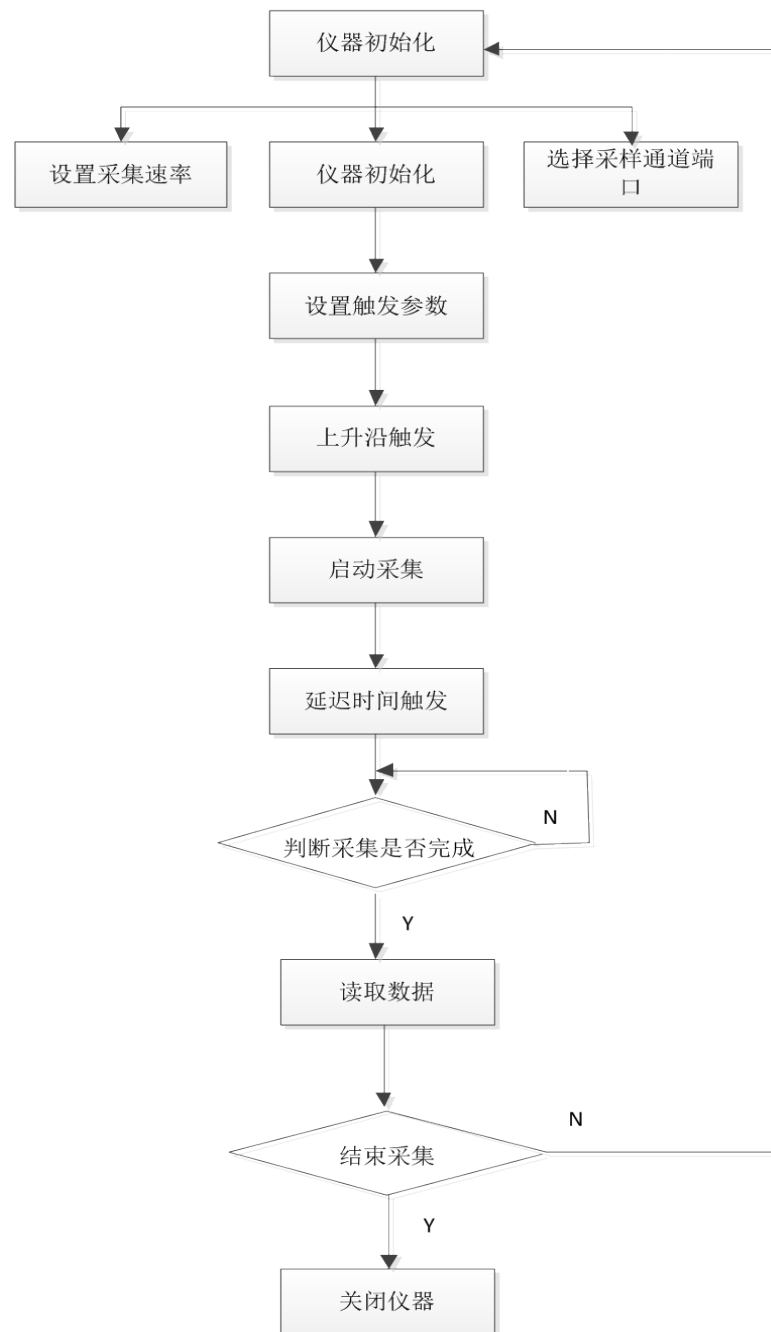 仪器初始化
设置采集速率
仪器初始化
选择采样通道端
口
设置触发参数
上升沿触发
启动采集
延迟时间触发
N
判断采集是否完成
Y
读取数据
N
结束采集
Y
关闭仪器